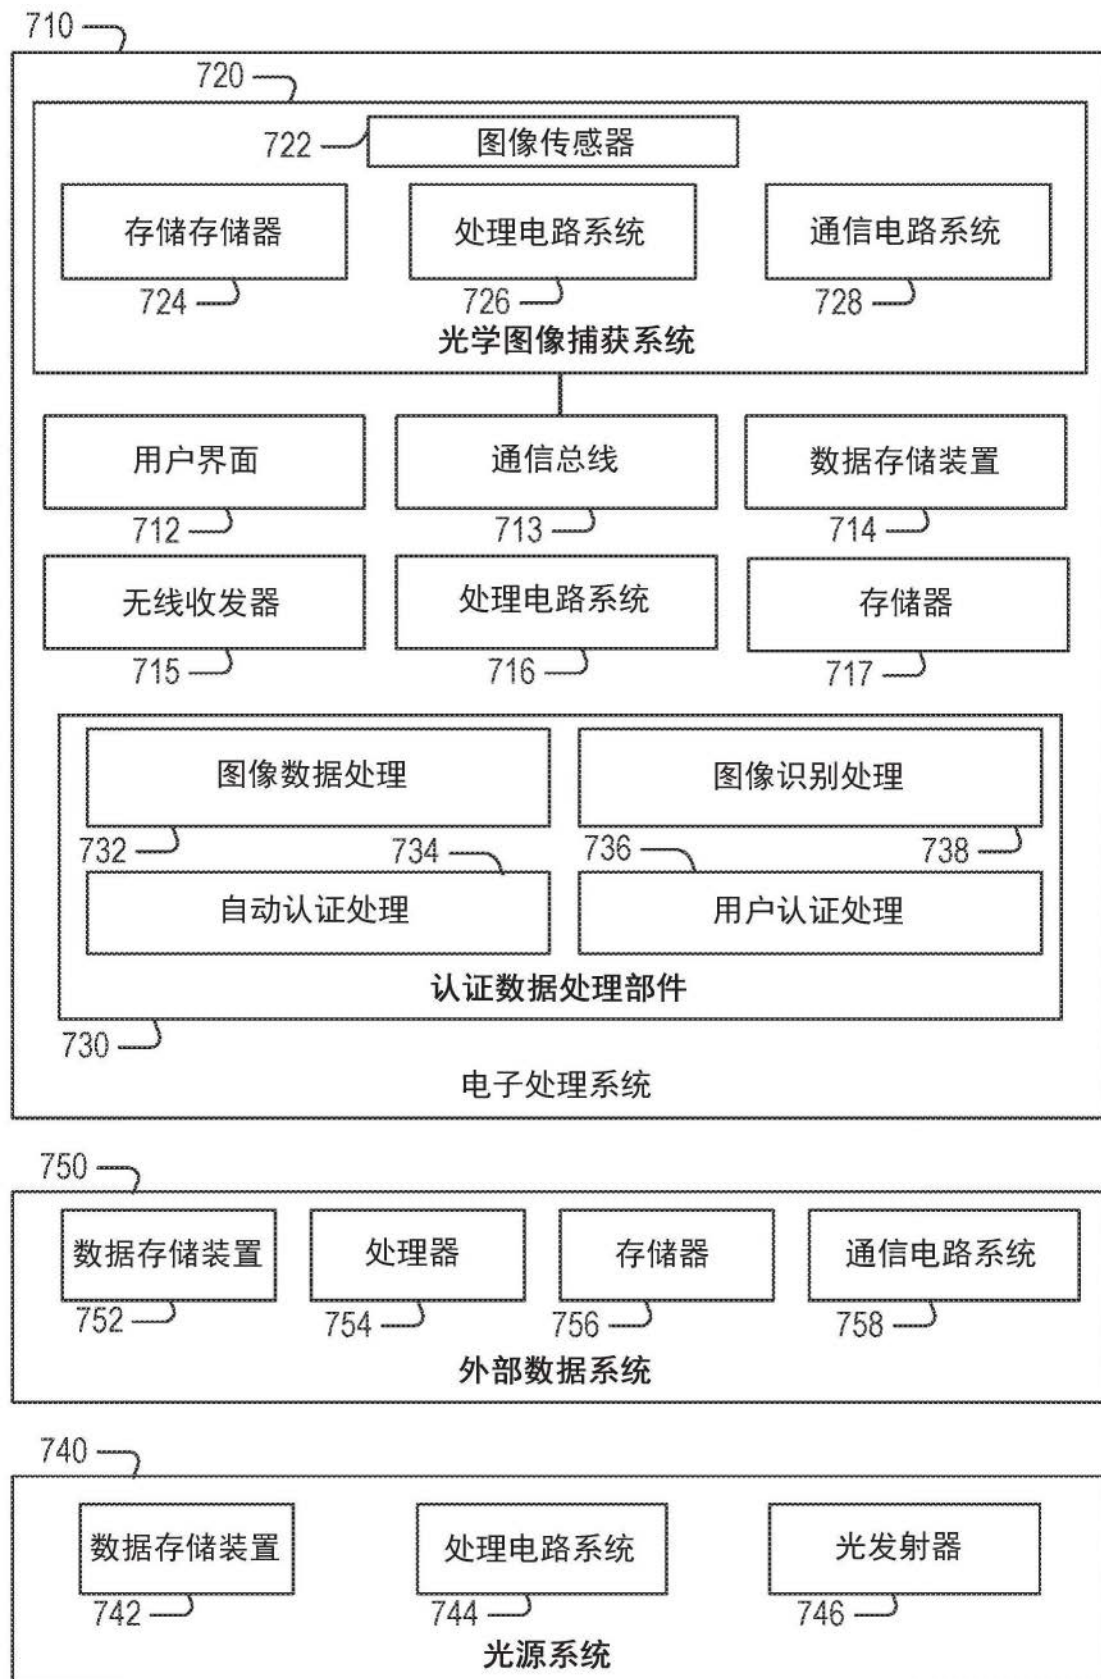 710
720
722
图像传感器
存储存储器
处理电路系统
通信电路系统
724
726
728
光学图像捕获系统
用户界面
通信总线
数据存储装置
712
713
714
无线收发器
处理电路系统
存储器
715
716
717
图像数据处理
图像识别处理
732
734
736
738
自动认证处理
用户认证处理
认证数据处理部件
730
电子处理系统
750
数据存储装置
处理器
存储器
通信电路系统
752
754
756
758
外部数据系统
740
数据存储装置
处理电路系统
光发射器
742
744
746
光源系统